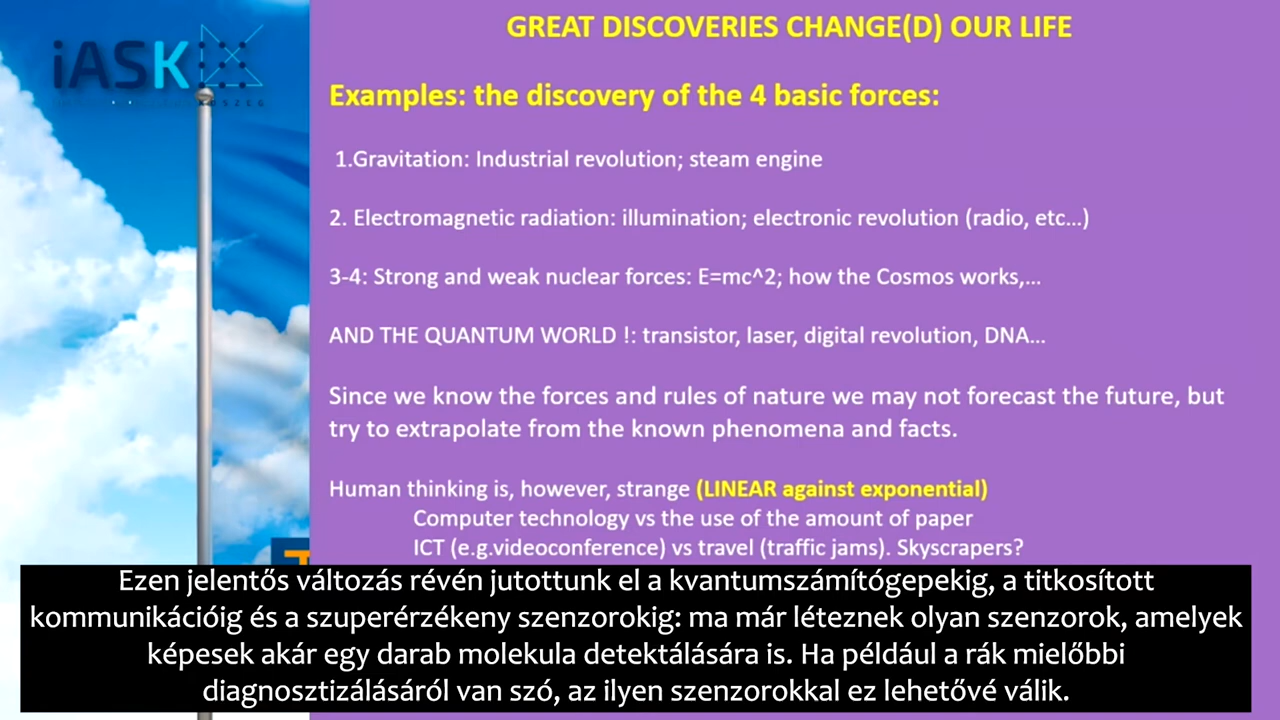 iASK
GREAT DISCOVERIES CHANGE(D) OUR LIFE
Examples: the discovery of the 4 basic forces:
1.Gravitation: Industrial revolution; steam engine
2. Electromagnetic radiation: illumination; electronic revolution (radio, etc...)
3-4: Strong and weak nuclear forces: E=mc^2; how the Cosmos works,...
AND THE QUANTUM WORLD !: transistor, laser, digital revolution, DNA...
Since we know the forces and rules of nature we may not forecast the future, but
try to extrapolate from the known phenomena and facts.
Human thinking is, however, strange (LINEAR against exponential)
Computer technology vs the use of the amount of paper
ICT (e.g.videoconference) vs travel (traffic jams). Skyscrapers?
Ezen jelentős változás révén jutottunk el a kvantumszámítógepekig, a titkosított
kommunikációig és a szuperérzékeny szenzorokig: ma már léteznek olyan szenzorok, amelyek
képesek akár egy darab molekula detektálására is. Ha például a rák mielőbbi
diagnosztizálásáról van szó, az ilyen szenzorokkal ez lehetővé válik.